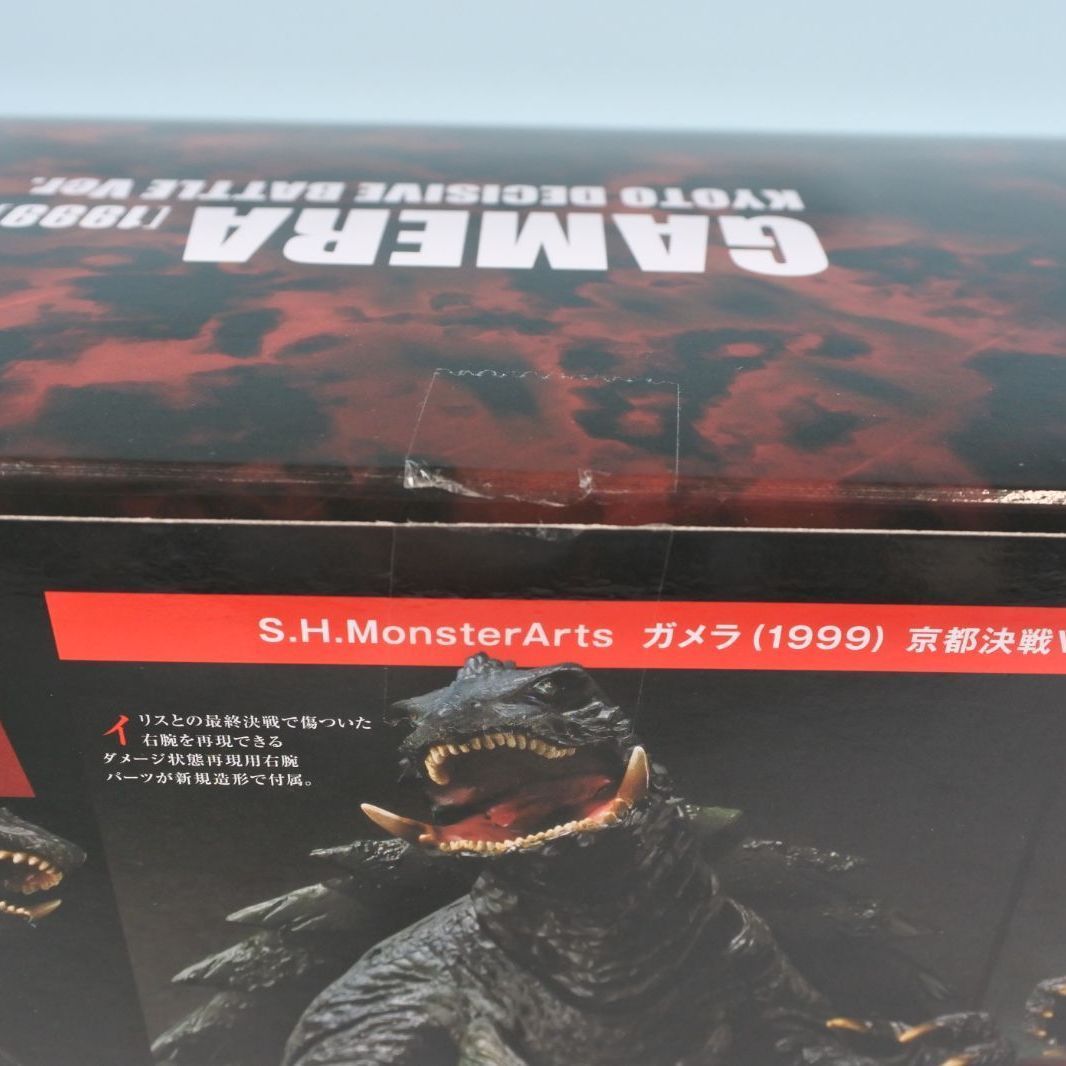 GAMERA [1999]
KYOTO DECISIVE BATTLE Ver.
S.H.MonsterArts ガメラ(1999) 京都決戦V
イリスとの最終決戦で傷ついた
右腕を再現できる
ダメージ状態再現用右腕
パーツが新規造形で付属。